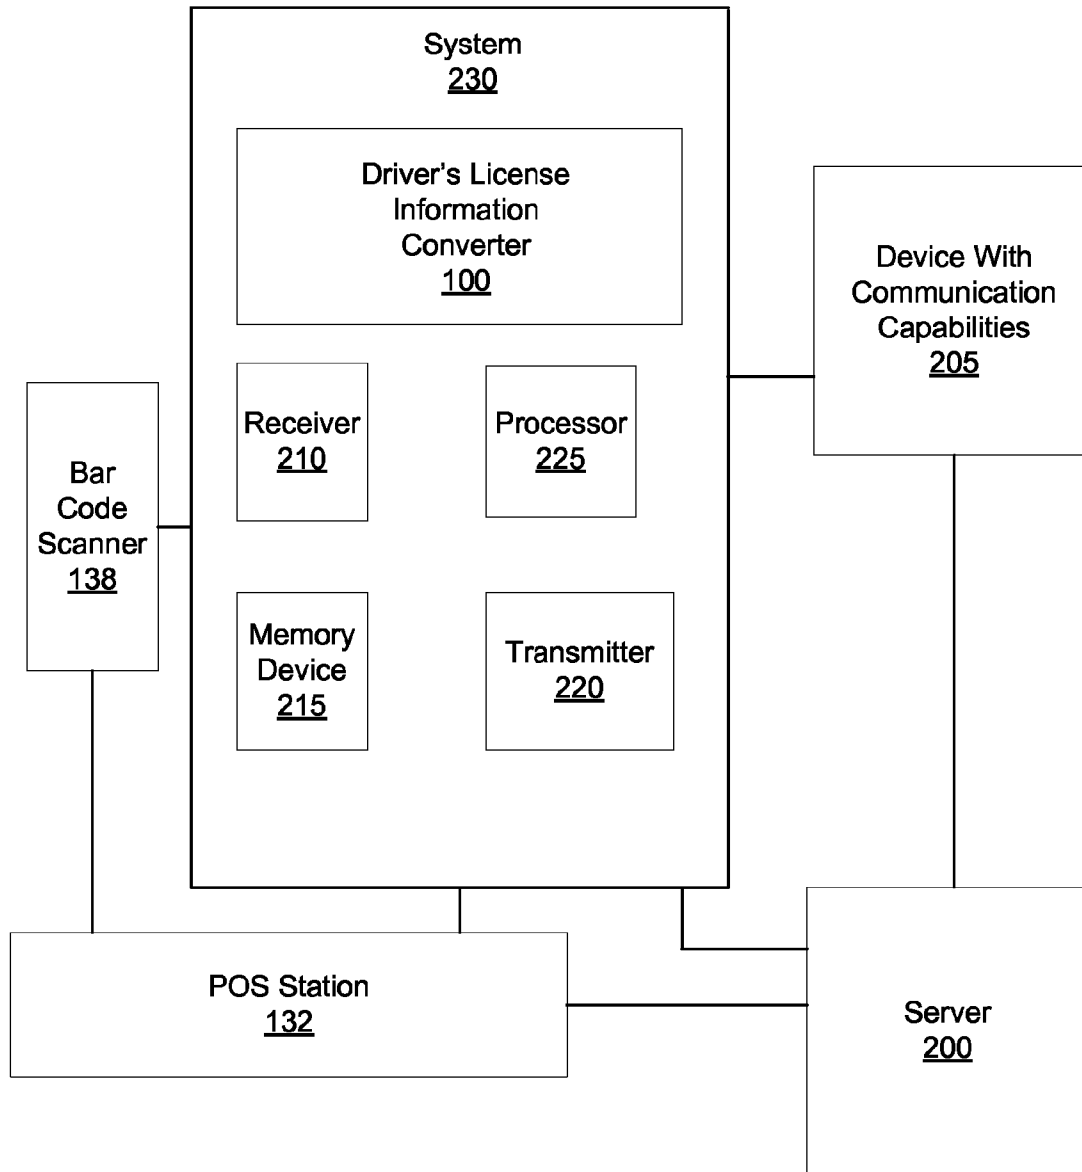 System
230
Driver's License
Information
Converter
100
Device With
Communication
Capabilities
205
Receiver
210
Processor
225
Bar
Code
Scanner
138
Memory
Device
215
Transmitter
220
POS Station
132
Server
200